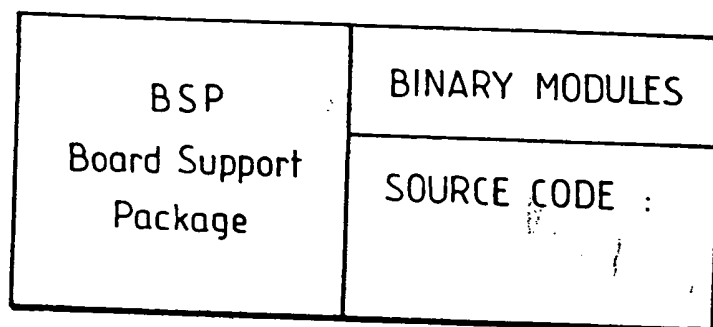 BSP
Board Support
Package
BINARY MODULES
SOURCE CODE :